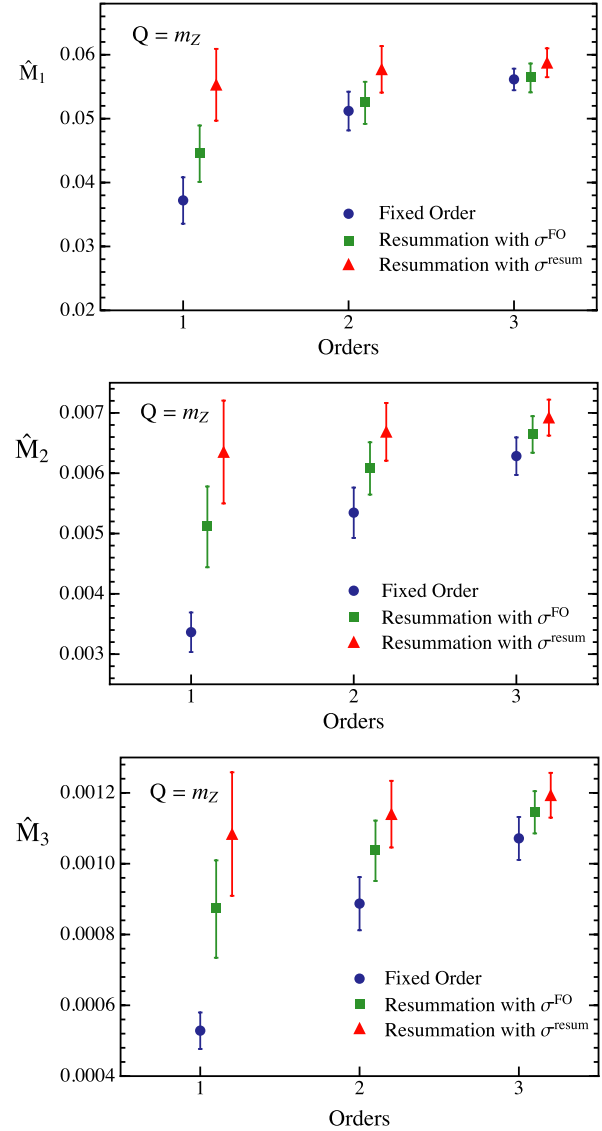 Q = m_Z
M̂₁
0.06
0.05
0.04
0.03
0.02
Fixed Order
Resummation with σ^FO
Resummation with σ^resum
1 2 3
Orders
Q = m_Z
M̂₂
0.007
0.006
0.005
0.004
0.003
Fixed Order
Resummation with σ^FO
Resummation with σ^resum
1 2 3
Orders
Q = m_Z
M̂₃
0.0012
0.0010
0.0008
0.0006
0.0004
Fixed Order
Resummation with σ^FO
Resummation with σ^resum
1 2 3
Orders